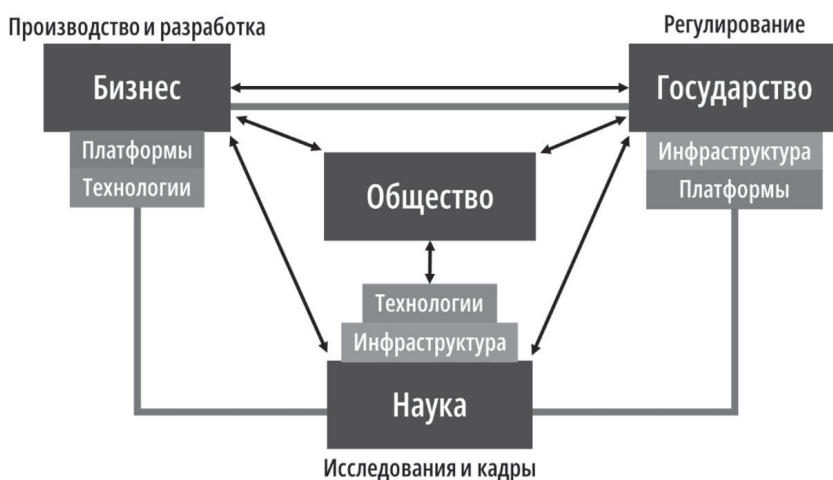 Производство и разработка
Регулирование
Бизнес
Государство
Платформы
Технологии
Инфраструктура
Платформы
Общество
Технологии
Инфраструктура
Наука
Исследования и кадры